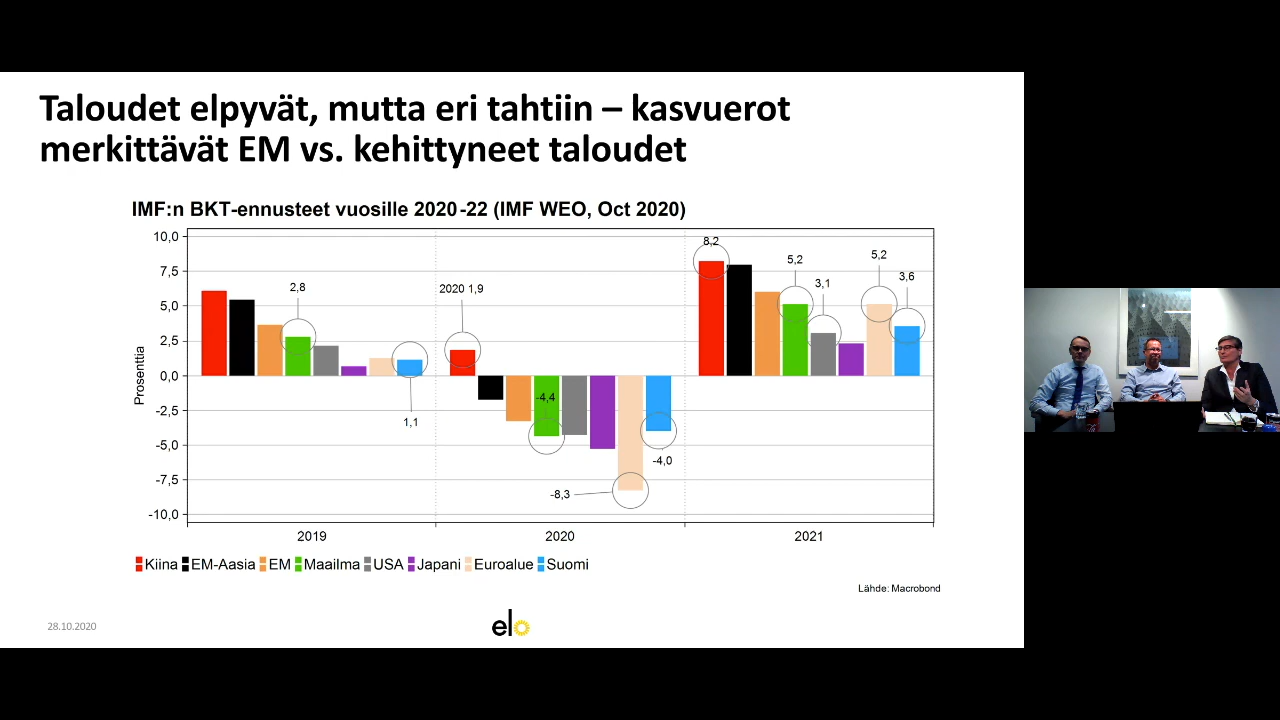 Taloudet elpyvät, mutta eri tahtiin – kasvuerot
merkittävät EM vs. kehittyneet taloudet
IMF:n BKT-ennusteet vuosille 2020-22 (IMF WEO, Oct 2020)
Prosenttia
10,0
7,5
5,0
2,5
0,0
-2,5
-5,0
-7,5
-10,0
2,8
1,1
2020 1,9
-4,4
-8,3
-4,0
8,2
5,2
3,1
5,2
3,6
2019 2020 2021
Kiina EM-Aasia EM Maailma USA Japani Euroalue Suomi
Lähde: Macrobond
28.10.2020
elo